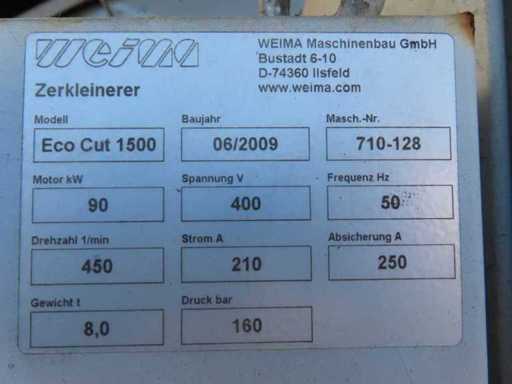 weima
WEIMA Maschinenbau GmbH
Bustadt 6-10
D-74360 Ilsfeld
www.weima.com
Zerkleinerer
Modell Baujahr Masch.-Nr.
Eco Cut 1500 06/2009 710-128
Motor kW Spannung V Frequenz Hz
90 400 50
Drehzahl 1/min Strom A Absicherung A
450 210 250
Gewicht t Druck bar
8,0 160